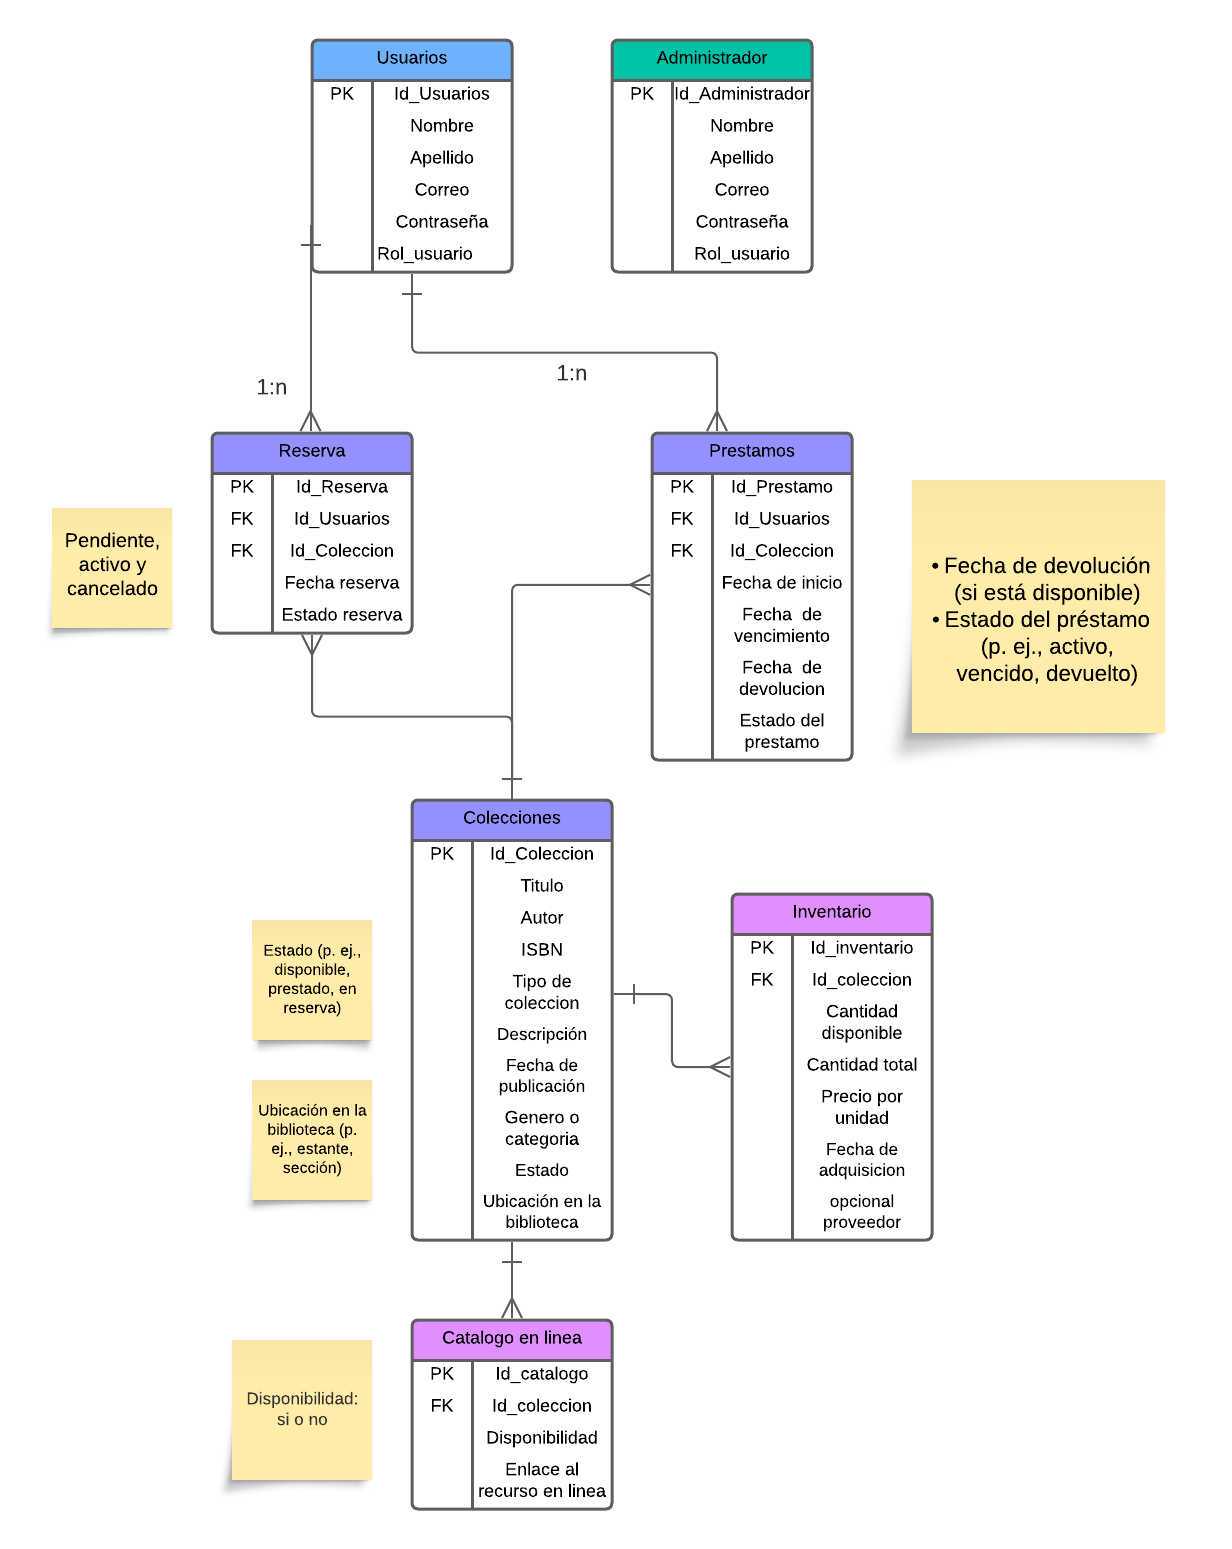 Usuarios
PK Id_Usuarios
Nombre
Apellido
Correo
Contraseña
Rol_usuario
Administrador
PK Id_Administrador
Nombre
Apellido
Correo
Contraseña
Rol_usuario
1:n
1:n
Reserva
PK Id_Reserva
FK Id_Usuarios
FK Id_Coleccion
Fecha reserva
Estado reserva
Prestamos
PK Id_Prestamo
FK Id_Usuarios
FK Id_Coleccion
Fecha de inicio
Fecha de
vencimiento
Fecha de
devolucion
Estado del
prestamo
Pendiente,
activo y
cancelado
• Fecha de devolución
(si está disponible)
• Estado del préstamo
(p. ej., activo,
vencido, devuelto)
Colecciones
PK Id_Coleccion
Titulo
Autor
ISBN
Tipo de
coleccion
Descripción
Fecha de
publicación
Genero o
categoria
Estado
Ubicación en la
biblioteca
Inventario
PK Id_inventario
FK Id_coleccion
Cantidad
disponible
Cantidad total
Precio por
unidad
Fecha de
adquisicion
opcional
proveedor
Estado (p. ej.,
disponible,
prestado, en
reserva)
Ubicación en la
biblioteca (p.
ej., estante,
sección)
Catalogo en linea
PK Id_catalogo
FK Id_coleccion
Disponibilidad
Enlace al
recurso en linea
Disponibilidad:
si o no